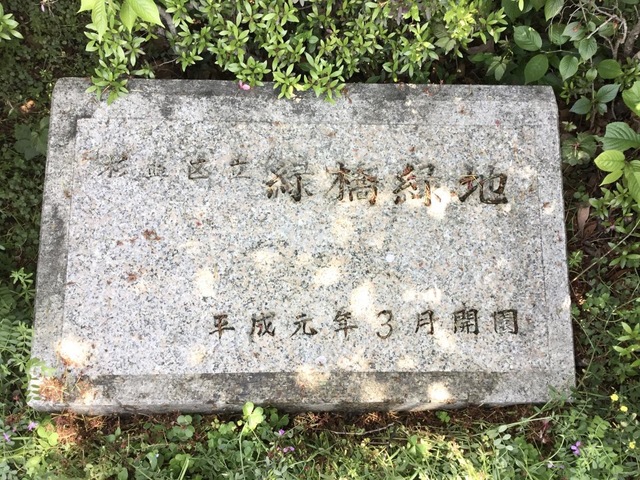 杉並区立 緑橋緑地
平成元年3月開園